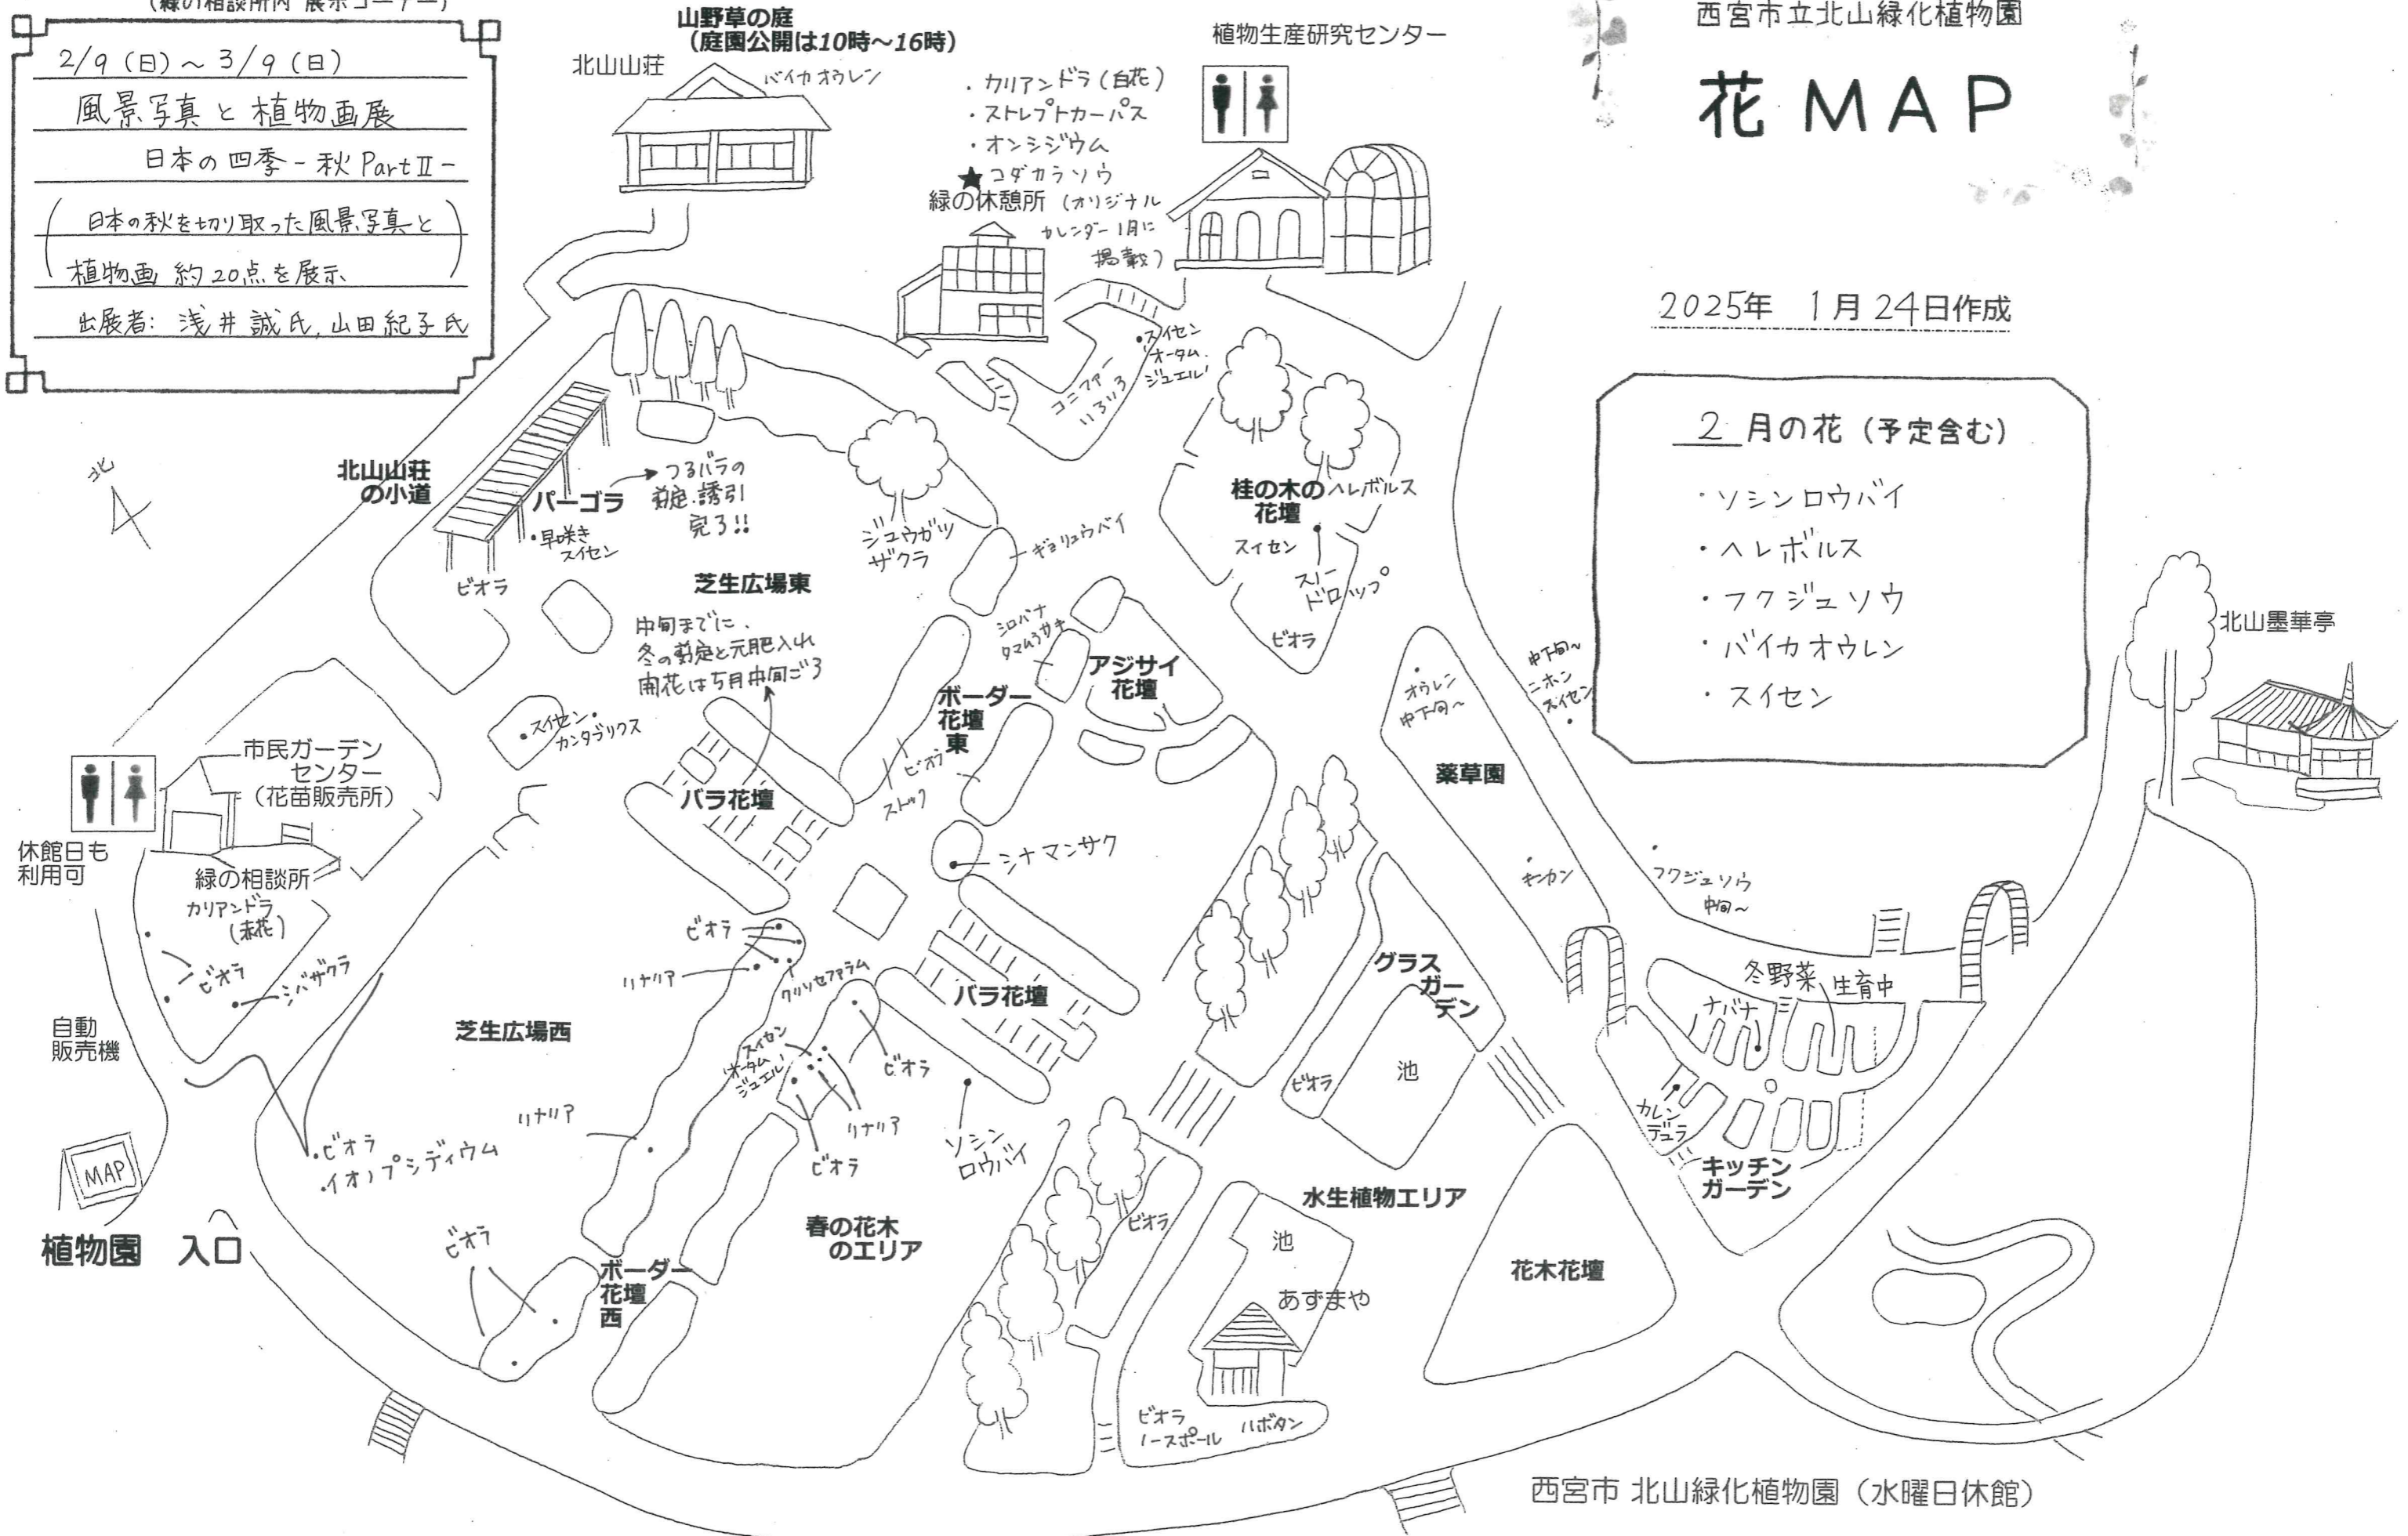 (緑の相談所内 展示コーナー)
2/9(日)~3/9(日)
風景写真と植物画展
日本の四季-秋 PartⅡ-
(日本の秋を切り取った風景写真と
植物画 約20点を展示)
出展者: 浅井誠氏, 山田紀子氏
山野草の庭
(庭園公開は10時~16時)
北山山荘
バイカオウレン
・カリアンドラ(白花)
・ストレプトカーパス
・オンシジウム
★コダカラソウ
(オリジナル
カレンダー1月に
掲載)
緑の休憩所
植物生産研究センター
西宮市立北山緑化植物園
花MAP
2025年 1月24日作成
2月の花(予定含む)
・ソシンロウバイ
・ヘレボルス
・フクジュソウ
・バイカオウレン
・スイセン
北
北山山荘
の小道
パーゴラ
つるバラの
剪定、誘引
完了!!
・早咲き
スイセン
ビオラ
ジュウガツ
ザクラ
ギョリュウバイ
コニファー
いろいろ
・スイセン
オータム
ジュエル
桂の木の
花壇
ヘレボルス
スイセン
スノー
ドロップ
ビオラ
芝生広場東
中旬までに、
冬の剪定と元肥入れ
開花は5月中旬ごろ
シロバナ
タマムラサキ
アジサイ
花壇
ボーダー
花壇
東
ビオラ
ストック
スイセン・
カンタブリクス
バラ花壇
シナマンサク
オウレン
中下旬~
中下旬~
ニホン
スイセン
薬草園
キンカン
フクジュソウ
中旬~
北山墨華亭
市民ガーデン
センター
(花苗販売所)
休館日も
利用可
緑の相談所
カリアンドラ
(赤花)
ビオラ
シバザクラ
自動
販売機
MAP
植物園 入口
・ビオラ
・イオノプシディウム
芝生広場西
ビオラ
リナリア
クリソセファラム
スイセン
オータム
ジュエル
ビオラ
リナリア
ビオラ
リナリア
バラ花壇
ソシン
ロウバイ
春の花木
のエリア
ビオラ
ボーダー
花壇
西
グラス
ガー
デン
池
ビオラ
水生植物エリア
ビオラ
池
あずまや
ビオラ
ノースポール
ハボタン
花木花壇
冬野菜 生育中
ナバナ
カレン
デュラ
キッチン
ガーデン
西宮市 北山緑化植物園(水曜日休館)